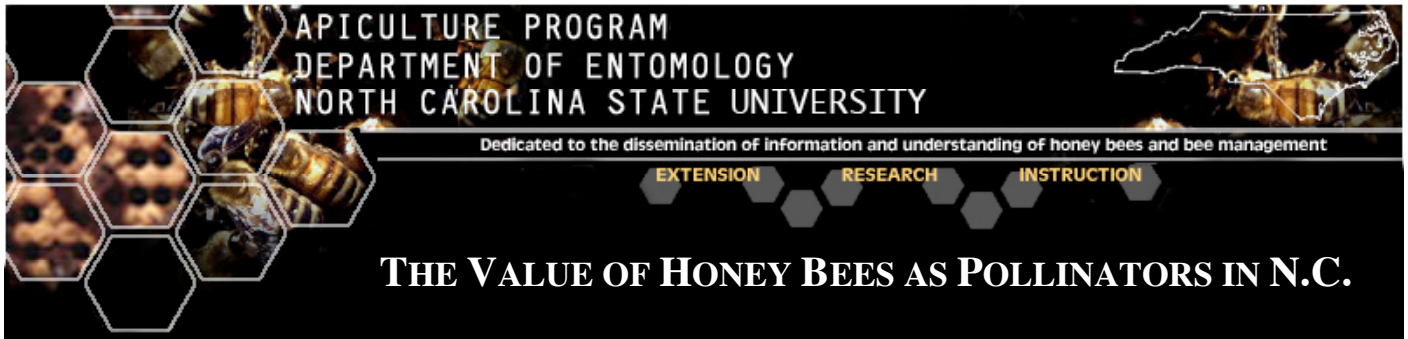 APICULTURE PROGRAM
DEPARTMENT OF ENTOMOLOGY
NORTH CAROLINA STATE UNIVERSITY
Dedicated to the dissemination of information and understanding of honey bees and bee management
EXTENSION RESEARCH INSTRUCTION
THE VALUE OF HONEY BEES AS POLLINATORS IN N.C.